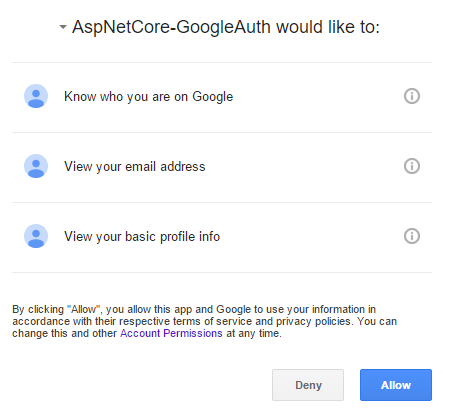 AspNetCore-GoogleAuth would like to:
Know who you are on Google
View your email address
View your basic profile info
By clicking "Allow", you allow this app and Google to use your information in
accordance with their respective terms of service and privacy policies. You can
change this and other Account Permissions at any time.
Deny
Allow